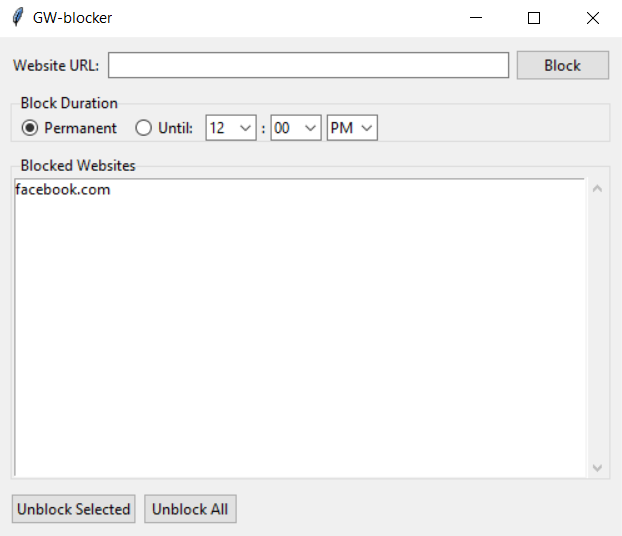 GW-blocker
Website URL: Block
Block Duration
Permanent Until: 12 : 00 PM
Blocked Websites
facebook.com
Unblock Selected Unblock All